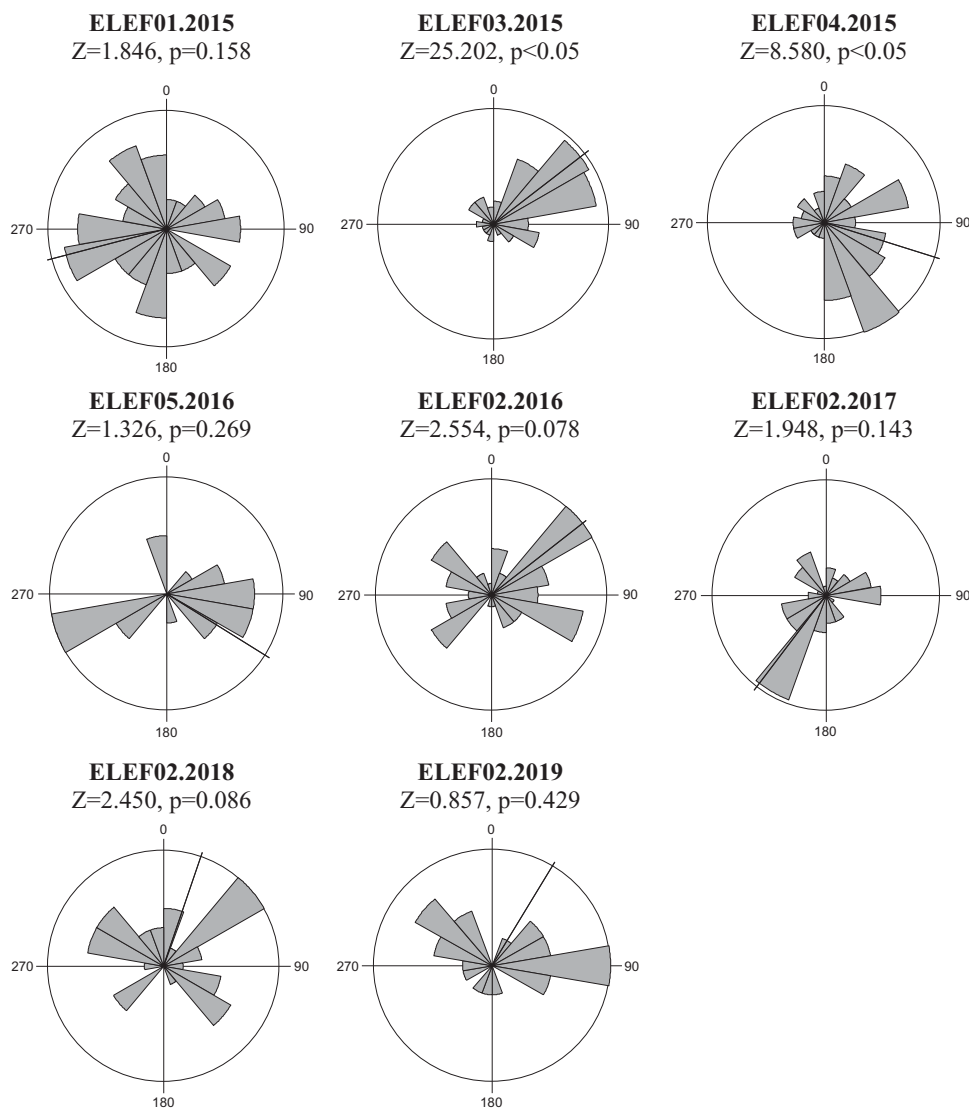 ELEF01.2015
Z=1.846, p=0.158
0
270
90
180
ELEF03.2015
Z=25.202, p<0.05
0
270
90
180
ELEF04.2015
Z=8.580, p<0.05
0
270
90
180
ELEF05.2016
Z=1.326, p=0.269
0
270
90
180
ELEF02.2016
Z=2.554, p=0.078
0
270
90
180
ELEF02.2017
Z=1.948, p=0.143
0
270
90
180
ELEF02.2018
Z=2.450, p=0.086
0
270
90
180
ELEF02.2019
Z=0.857, p=0.429
0
270
90
180